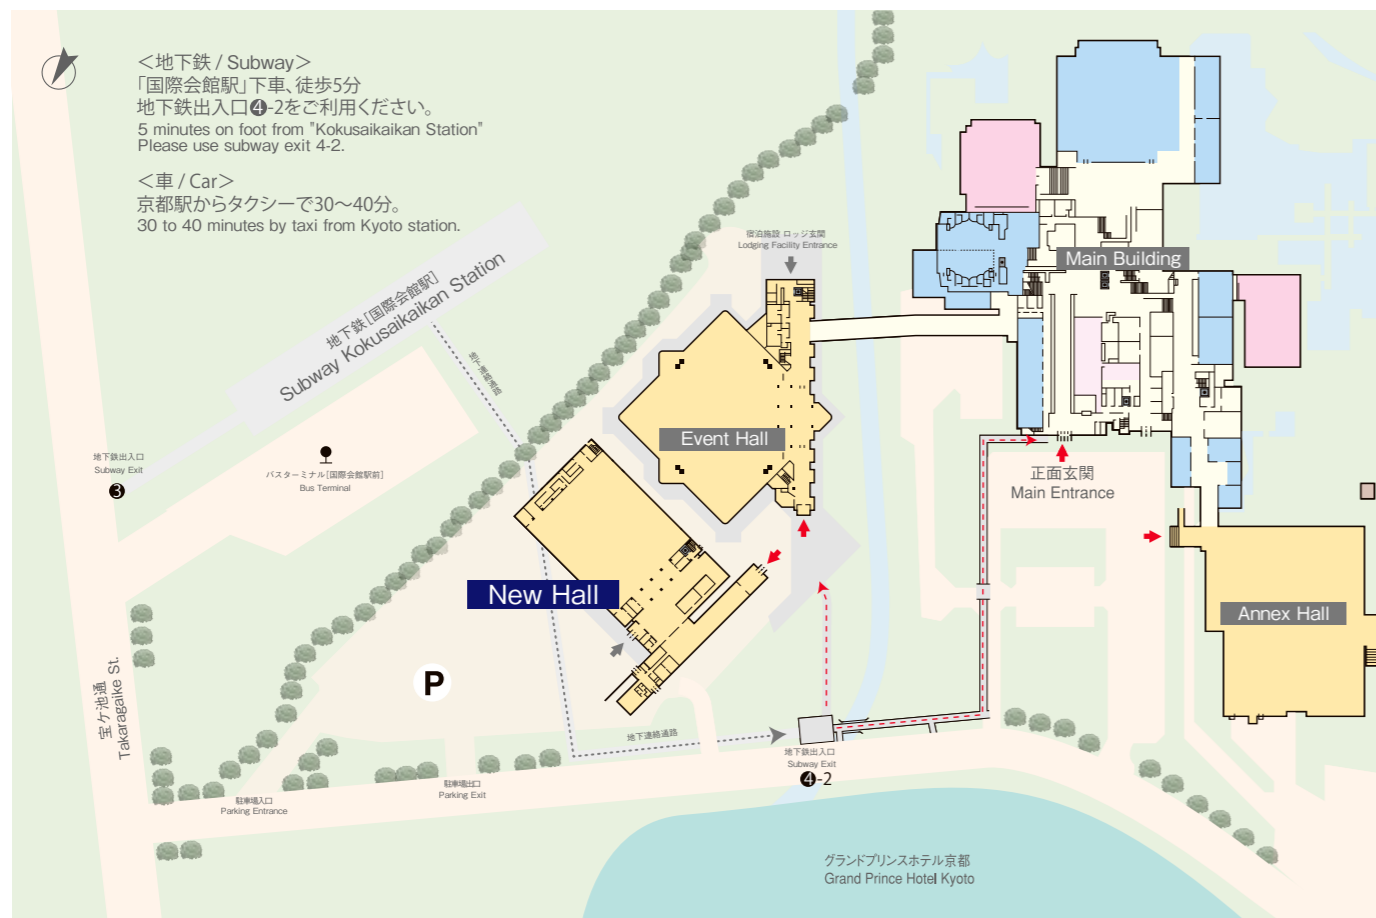 ＜地下鉄 / Subway＞
「国際会館駅」下車、徒歩5分
地下鉄出入口❹-2をご利用ください。
5 minutes on foot from "Kokusaikaikan Station"
Please use subway exit 4-2.
＜車 / Car＞
京都駅からタクシーで30～40分。
30 to 40 minutes by taxi from Kyoto station.
宿泊施設 ロッジ玄関
Lodging Facility Entrance
Main Building
地下鉄[国際会館駅]
Subway Kokusaikaikan Station
Event Hall
地下鉄出入口
Subway Exit
❸
バスターミナル[国際会館駅前]
Bus Terminal
正面玄関
Main Entrance
New Hall
Annex Hall
P
宝ケ池通
Takaragaike St.
地下連絡通路
地下鉄出入口
Subway Exit
❹-2
駐車場入口
Parking Entrance
駐車場出口
Parking Exit
グランドプリンスホテル京都
Grand Prince Hotel Kyoto